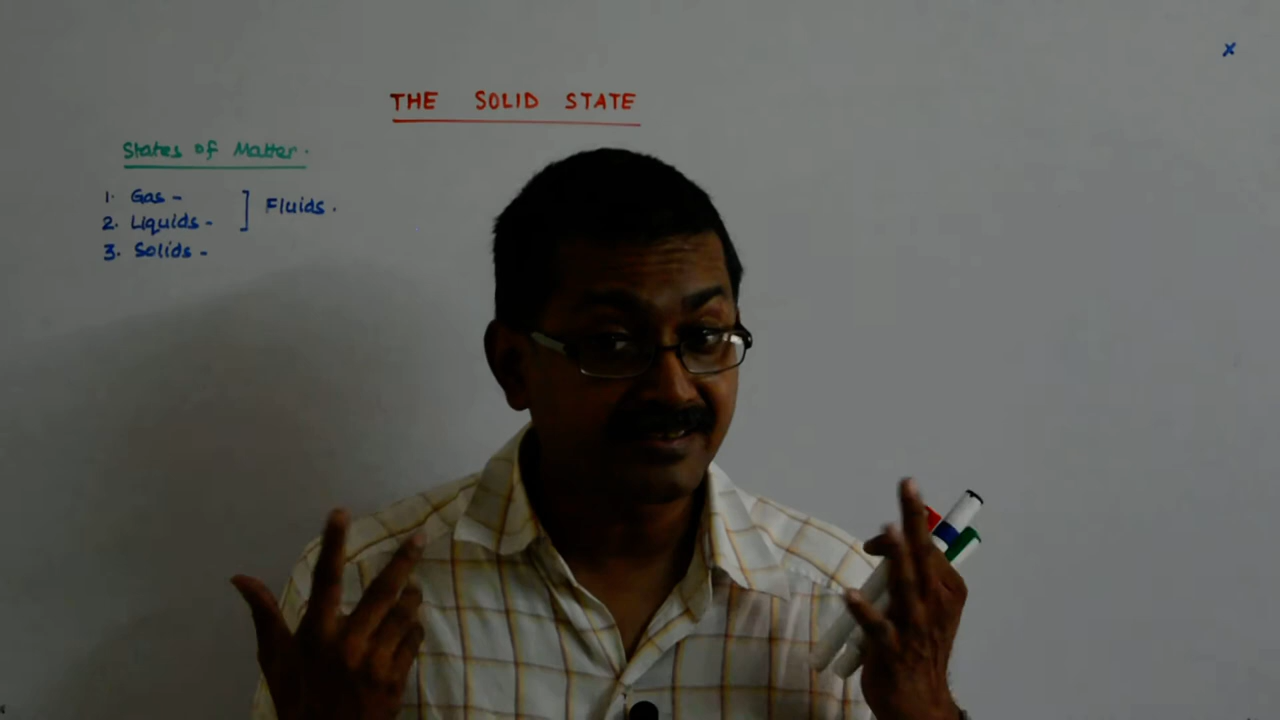 x
THE SOLID STATE
States of Matter.
1. Gas -
2. Liquids - ] Fluids.
3. Solids -